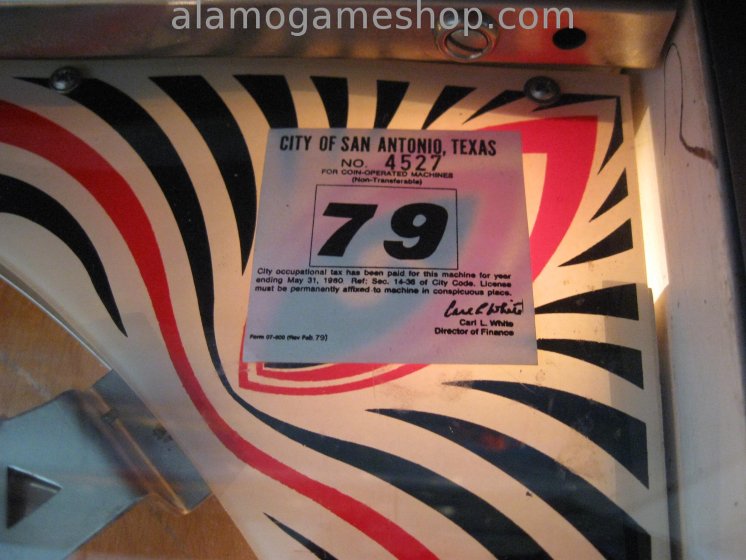 alamogameshop.com
CITY OF SAN ANTONIO, TEXAS
NO. 4527
FOR COIN-OPERATED MACHINES
(Non-Transferable)
79
City occupational tax has been paid for this machine for year
ending May 31, 1980 Ref: Sec. 14-36 of City Code. License
must be permanently affixed to machine in conspicuous place.
Carl L. White
Carl L. White
Director of Finance
Form 07-800 (Rev Feb. 79)